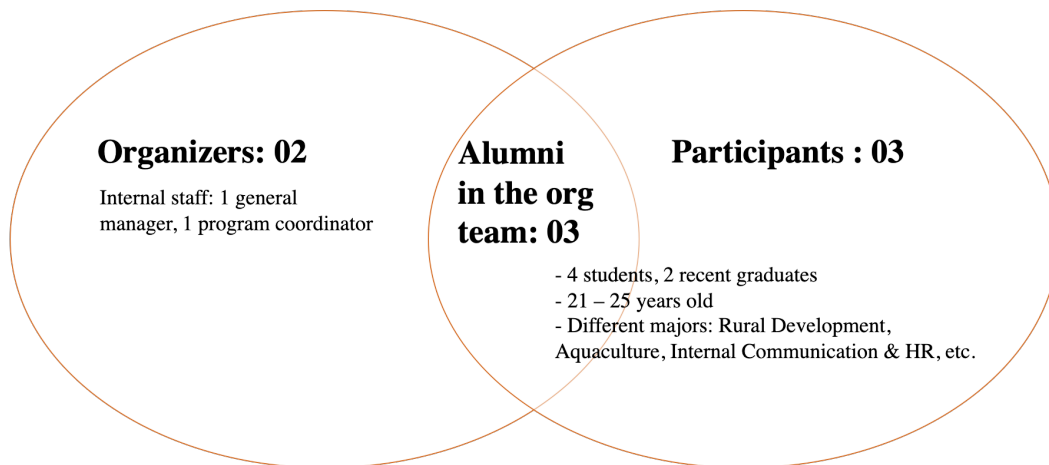 Organizers: 02
Internal staff: 1 general
manager, 1 program coordinator
Alumni
in the org
team: 03
Participants : 03
- 4 students, 2 recent graduates
- 21 – 25 years old
- Different majors: Rural Development,
Aquaculture, Internal Communication & HR, etc.